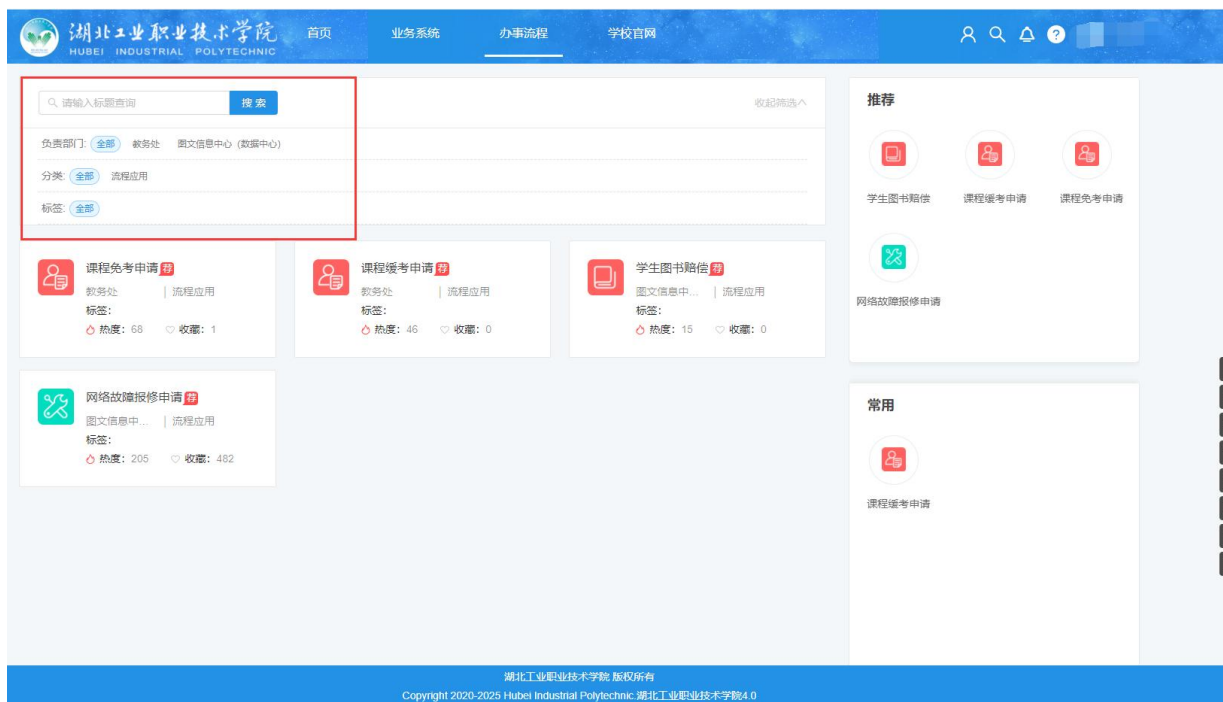 湖北工业职业技术学院
HUBEI INDUSTRIAL POLYTECHNIC
首页 业务系统 办事流程 学校官网
请输入标题查询 搜索 收起筛选
负责部门: 全部 教务处 图文信息中心 (数据中心)
分类: 全部 流程应用
标签: 全部
课程免考申请 荐
教务处 | 流程应用
标签:
热度: 68 收藏: 1
课程缓考申请 荐
教务处 | 流程应用
标签:
热度: 46 收藏: 0
学生图书赔偿 荐
图文信息中... | 流程应用
标签:
热度: 15 收藏: 0
网络故障报修申请 荐
图文信息中... | 流程应用
标签:
热度: 205 收藏: 482
推荐
学生图书赔偿 课程缓考申请 课程免考申请
网络故障报修申请
常用
课程缓考申请
湖北工业职业技术学院 版权所有
Copyright 2020-2025 Hubei Industrial Polytechnic.湖北工业职业技术学院4.0